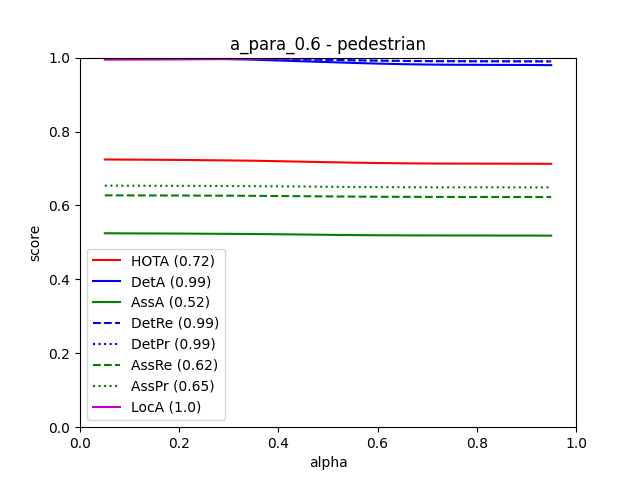 a_para_0.6 - pedestrian
1.0
0.8
0.6
0.4
0.2
0.0
score
HOTA (0.72)
DetA (0.99)
AssA (0.52)
DetRe (0.99)
DetPr (0.99)
AssRe (0.62)
AssPr (0.65)
LocA (1.0)
0.0 0.2 0.4 0.6 0.8 1.0
alpha